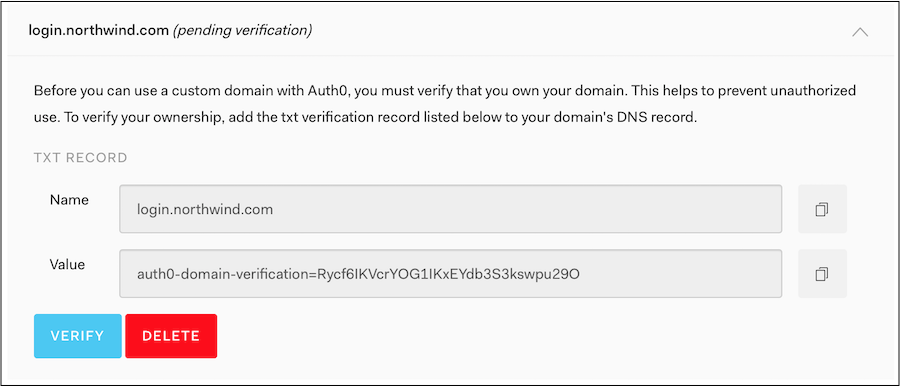 login.northwind.com (pending verification)
Before you can use a custom domain with Auth0, you must verify that you own your domain. This helps to prevent unauthorized
use. To verify your ownership, add the txt verification record listed below to your domain's DNS record.
TXT RECORD
Name
login.northwind.com
Value
auth0-domain-verification=Rycf6IKVcrYOG1IKxEYdb3S3kswpu29O
VERIFY DELETE